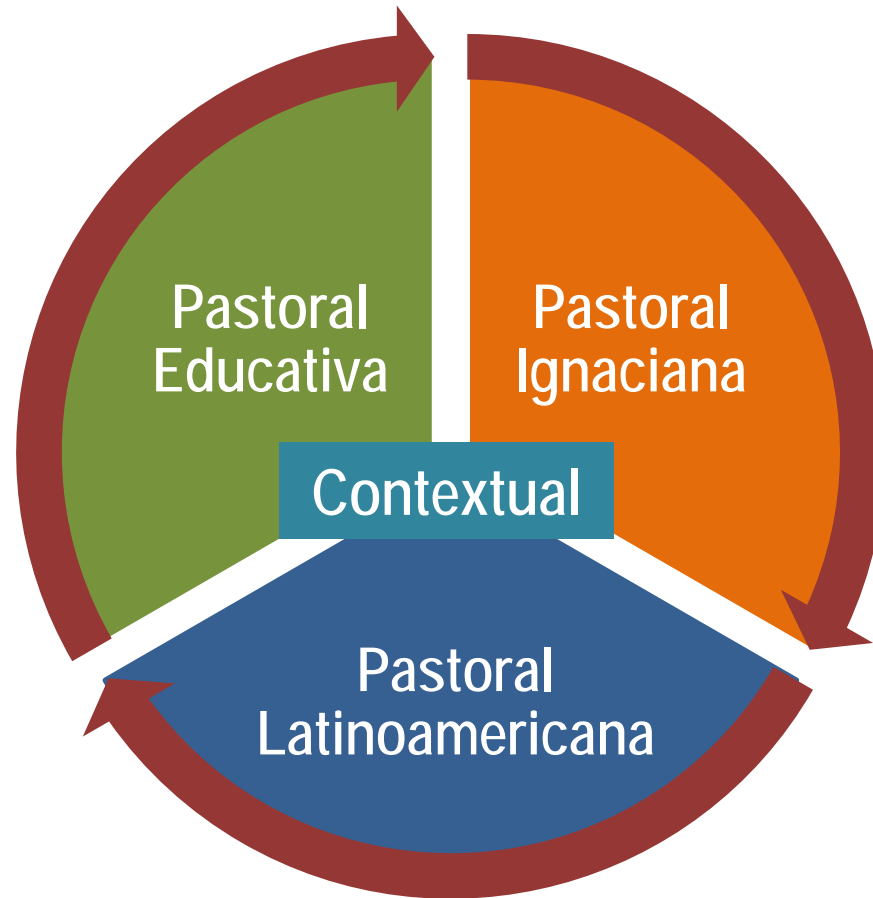 Pastoral
Educativa
Pastoral
Ignaciana
Contextual
Pastoral
Latinoamericana